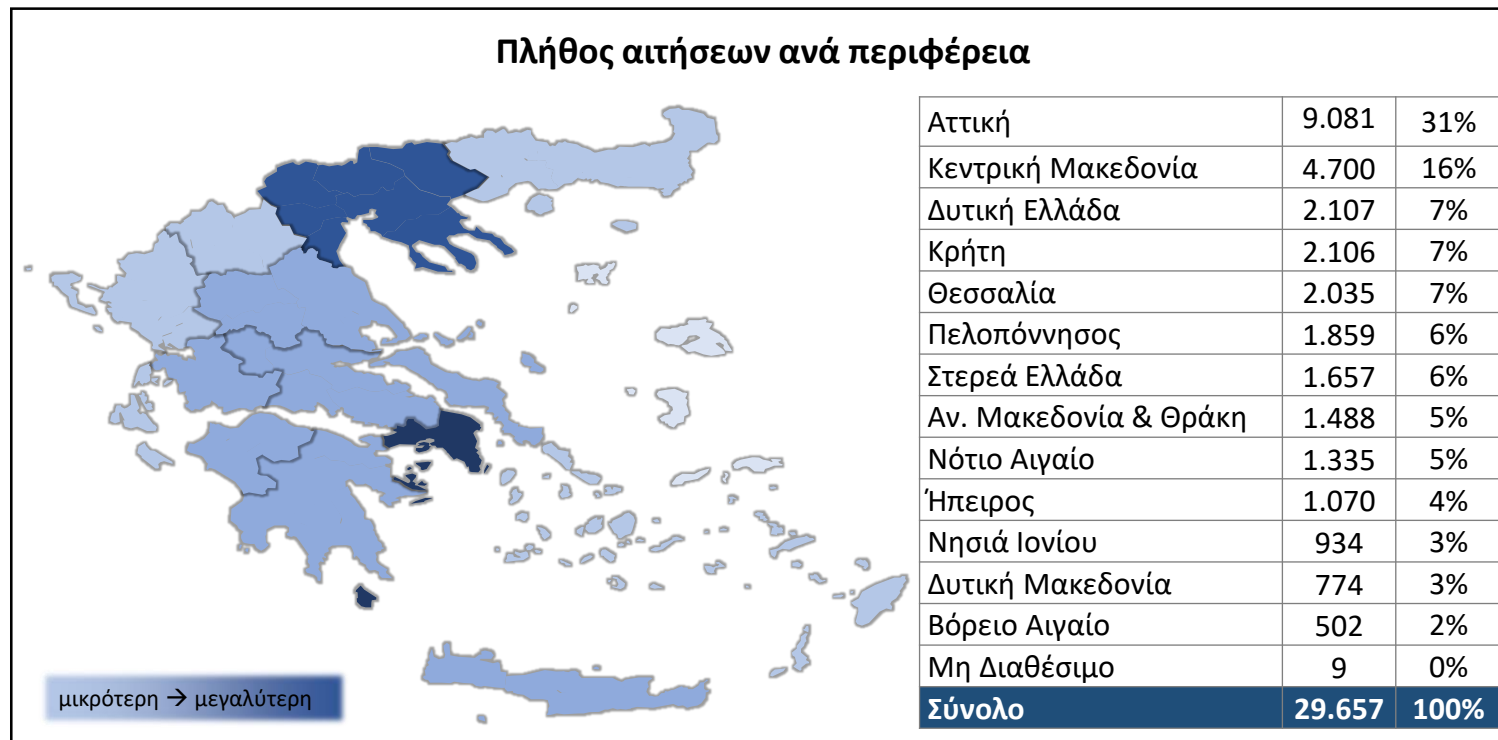 Πλήθος αιτήσεων ανά περιφέρεια
Αττική 9.081 31%
Κεντρική Μακεδονία 4.700 16%
Δυτική Ελλάδα 2.107 7%
Κρήτη 2.106 7%
Θεσσαλία 2.035 7%
Πελοπόννησος 1.859 6%
Στερεά Ελλάδα 1.657 6%
Αν. Μακεδονία & Θράκη 1.488 5%
Νότιο Αιγαίο 1.335 5%
Ήπειρος 1.070 4%
Νησιά Ιονίου 934 3%
Δυτική Μακεδονία 774 3%
Βόρειο Αιγαίο 502 2%
Μη Διαθέσιμο 9 0%
Σύνολο 29.657 100%
μικρότερη → μεγαλύτερη